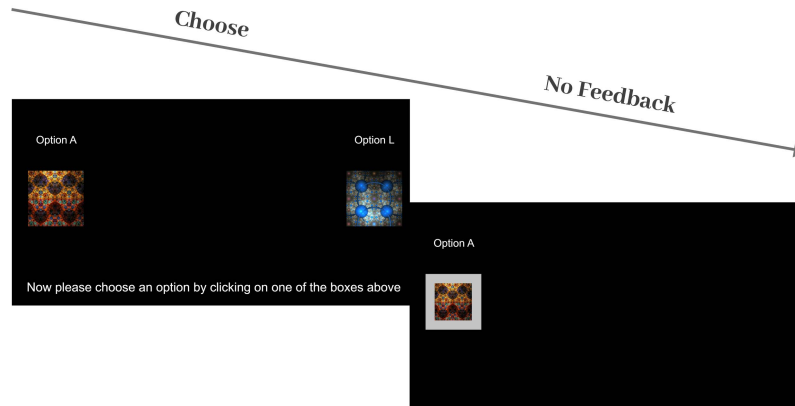 Choose
No Feedback
Option A
Option L
Now please choose an option by clicking on one of the boxes above
Option A